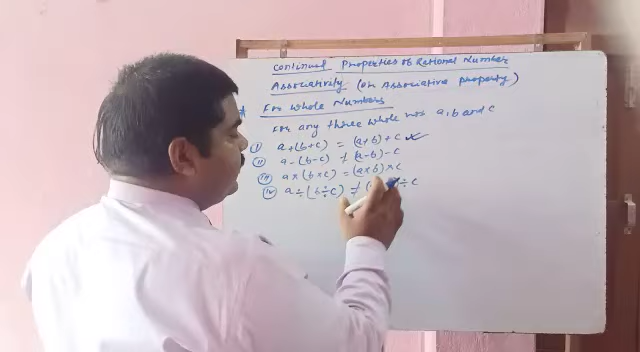 Continued Properties of Rational Number
Associativity (or Associative property)
* For Whole Numbers
For any three whole nos a, b and c
(i) a+(b+c) = (a+b)+c ✓
(ii) a-(b-c) ≠ (a-b)-c
(iii) a×(b×c) = (a×b)×c
(iv) a÷(b÷c) ≠ ( ÷c